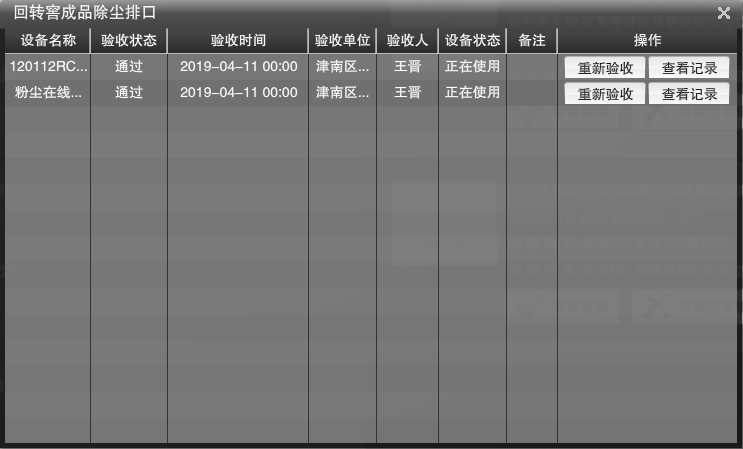 回转窖成品除尘排口
设备名称 验收状态 验收时间 验收单位 验收人 设备状态 备注 操作
120112RC... 通过 2019-04-11 00:00 津南区... 王晋 正在使用 重新验收 查看记录
粉尘在线... 通过 2019-04-11 00:00 津南区... 王晋 正在使用 重新验收 查看记录